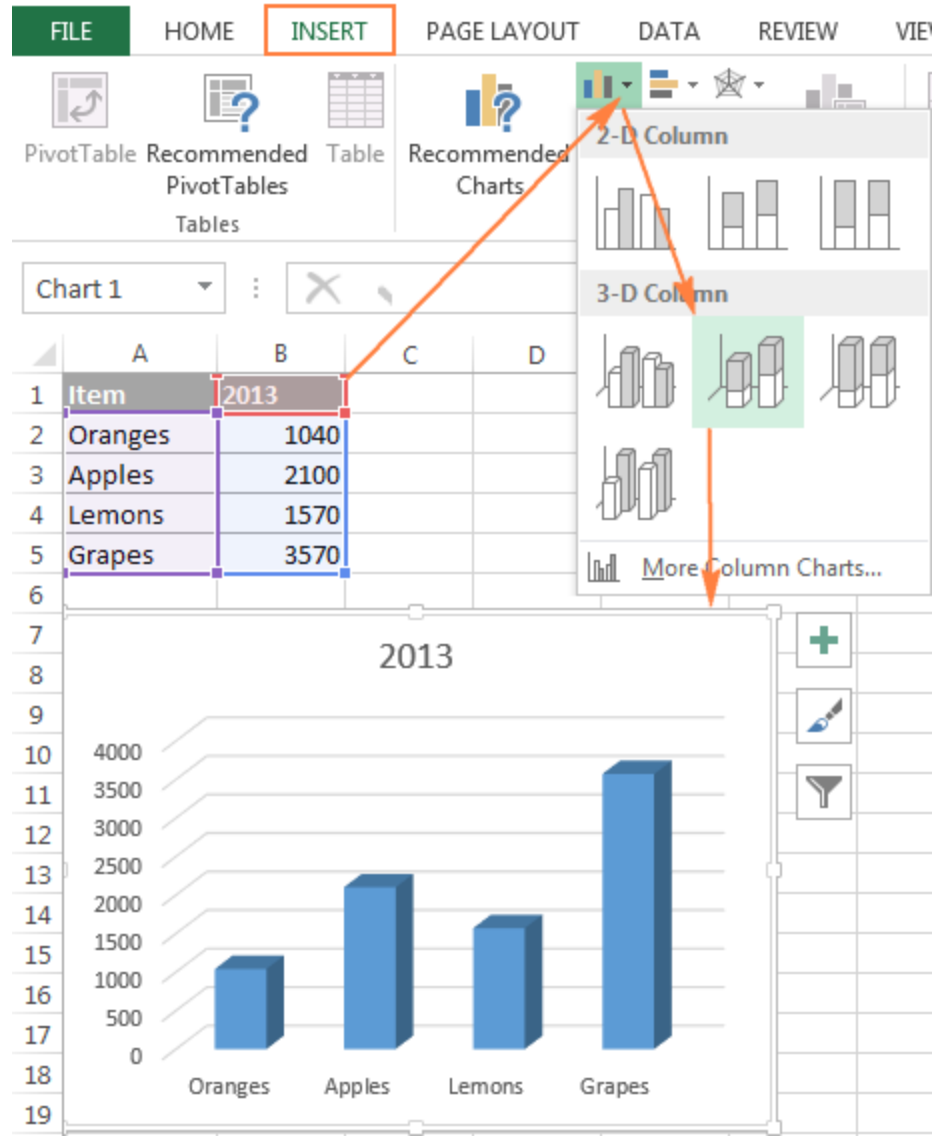 FILE HOME INSERT PAGE LAYOUT DATA REVIEW VIE
PivotTable Recommended Table Recommended
PivotTables Charts
Tables
2-D Column
3-D Column
More Column Charts...
Chart 1
A B C D
1 Item 2013
2 Oranges 1040
3 Apples 2100
4 Lemons 1570
5 Grapes 3570
6
7
8
9
10
11
12
13
14
15
16
17
18
19
2013
4000
3500
3000
2500
2000
1500
1000
500
0
Oranges Apples Lemons Grapes